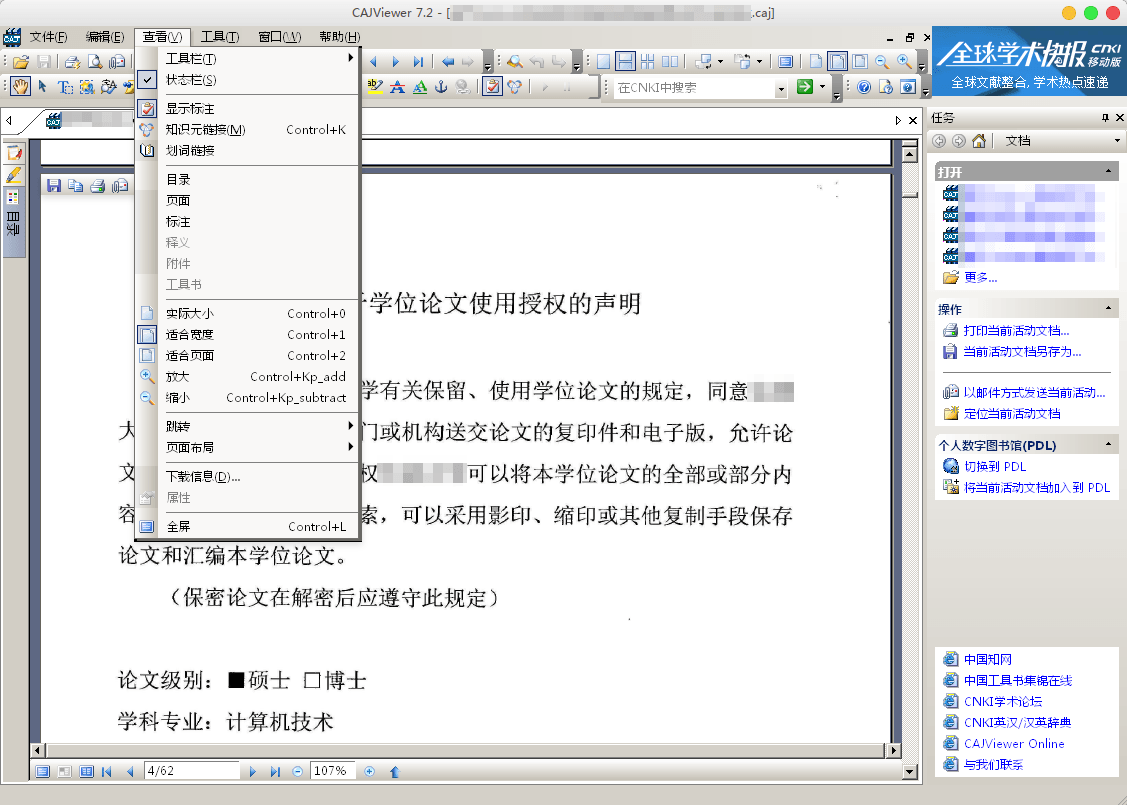 CAJViewer 7.2 - [
.caj]
文件(F) 编辑(E) 查看(V) 工具(T) 窗口(W) 帮助(H)
全球学术快报 CNKI 移动版
全球文献整合, 学术热点速递
在CNKI中搜索
工具栏(T)
状态栏(S)
显示标注
知识元链接(M) Control+K
划词链接
目录
页面
标注
释义
附件
工具书
实际大小 Control+0
适合宽度 Control+1
适合页面 Control+2
放大 Control+Kp_add
缩小 Control+Kp_subtract
跳转
页面布局
下载信息(D)...
属性
全屏 Control+L
目录
学位论文使用授权的声明
学有关保留、使用学位论文的规定，同意
大
门或机构送交论文的复印件和电子版，允许论
文
权
可以将本学位论文的全部或部分内
容
索，可以采用影印、缩印或其他复制手段保存
论文和汇编本学位论文。
（保密论文在解密后应遵守此规定）
论文级别：■硕士 □博士
学科专业：计算机技术
4/62
107%
任务
文档
打开
更多...
操作
打印当前活动文档...
当前活动文档另存为...
以邮件方式发送当前活动...
定位当前活动文档
个人数字图书馆(PDL)
切换到 PDL
将当前活动文档加入到 PDL
中国知网
中国工具书集锦在线
CNKI学术论坛
CNKI英汉/汉英辞典
CAJViewer Online
与我们联系